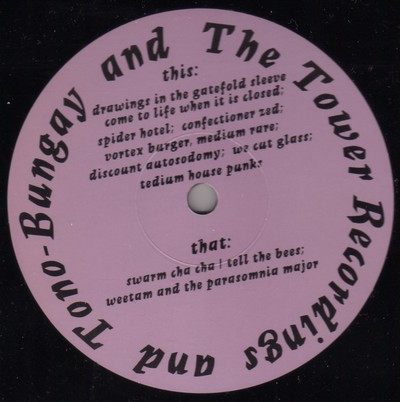 Tono-Bungay and The Tower Recordings and
this:
drawings in the gatefold sleeve
come to life when it is closed;
spider hotel; confectioner zed;
vortex burger, medium rare;
discount autosodomy; we cut glass;
tedium house punks
that:
swarm cha cha | tell the bees;
weetam and the parasomnia major